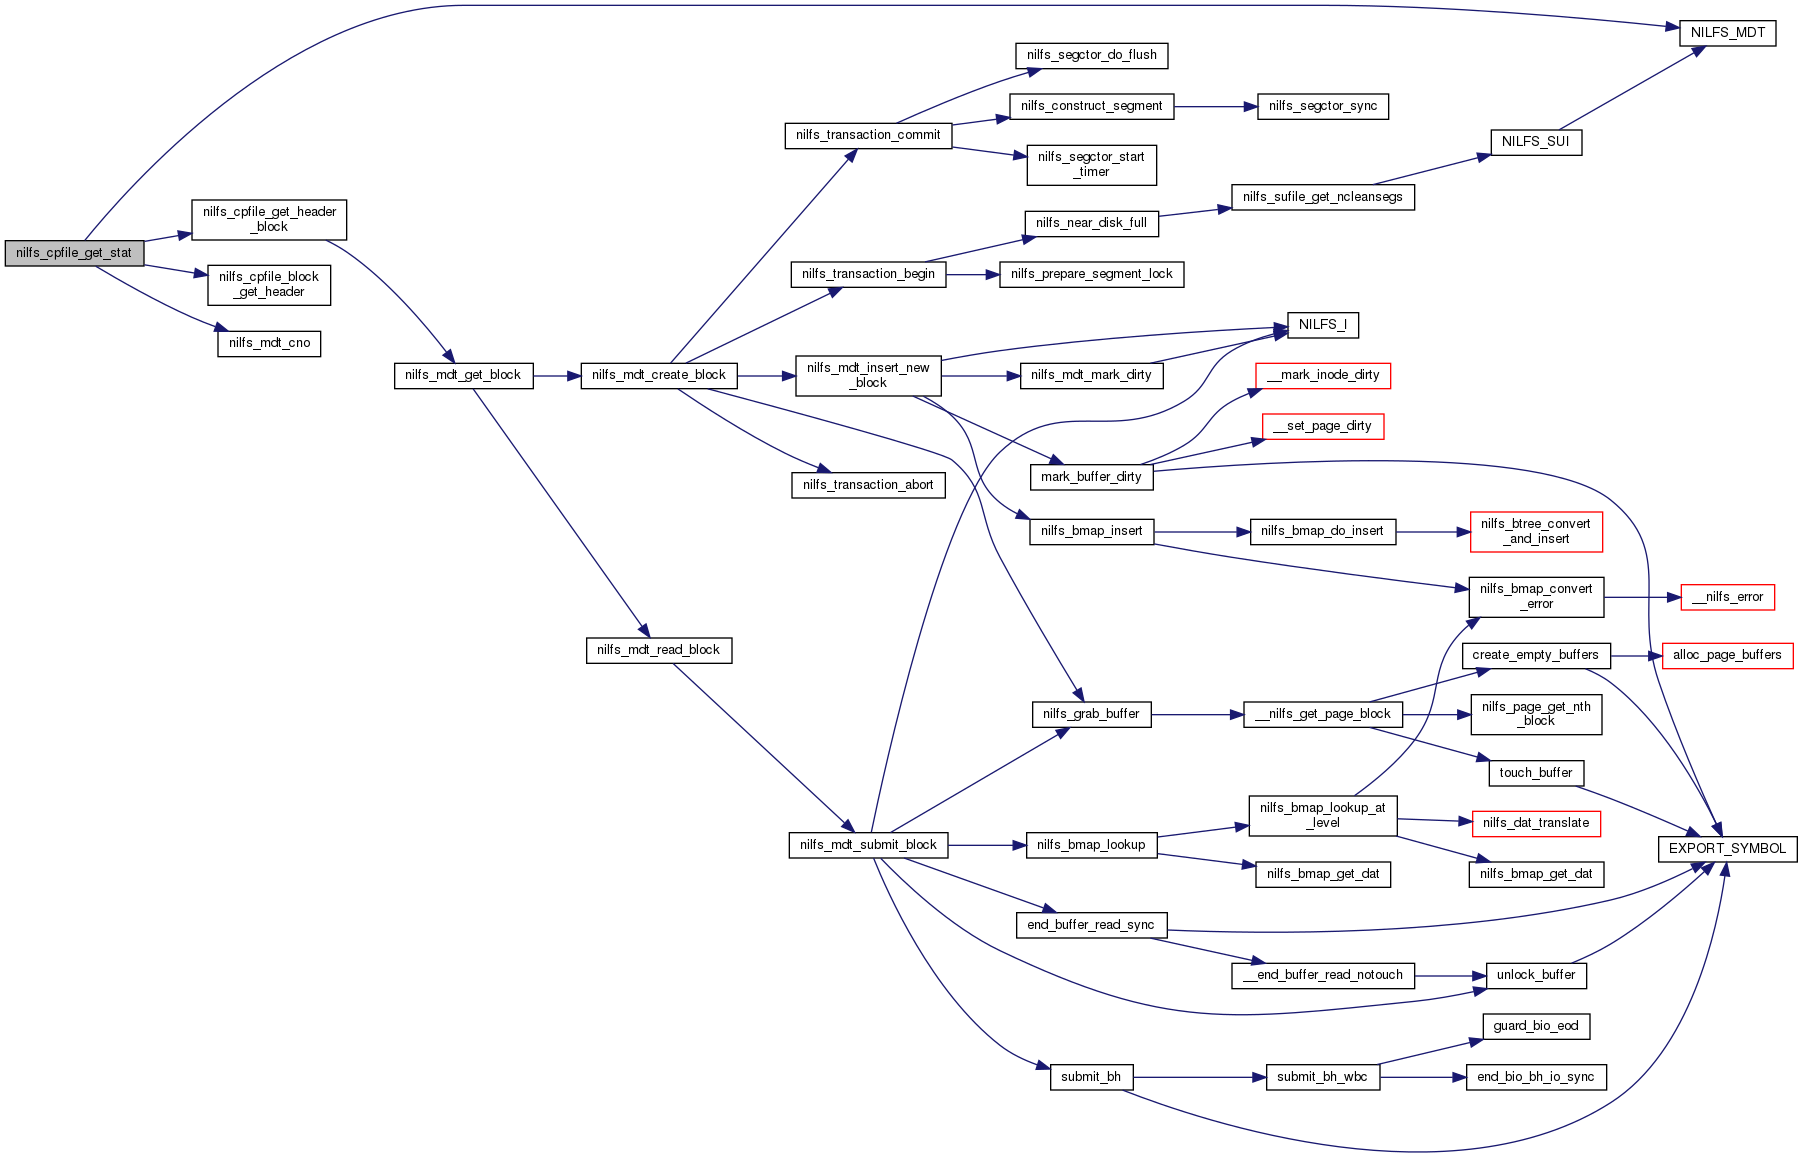 NILFS_MDT
nilfs_segctor_do_flush
nilfs_construct_segment
nilfs_segctor_sync
nilfs_transaction_commit
NILFS_SUI
nilfs_segctor_start
_timer
nilfs_sufile_get_ncleansegs
nilfs_cpfile_get_header
_block
nilfs_near_disk_full
nilfs_cpfile_get_stat
nilfs_transaction_begin
nilfs_prepare_segment_lock
nilfs_cpfile_block
_get_header
NILFS_I
nilfs_mdt_cno
nilfs_mdt_get_block
nilfs_mdt_create_block
nilfs_mdt_insert_new
_block
nilfs_mdt_mark_dirty
__mark_inode_dirty
__set_page_dirty
mark_buffer_dirty
nilfs_transaction_abort
nilfs_bmap_insert
nilfs_bmap_do_insert
nilfs_btree_convert
_and_insert
nilfs_bmap_convert
_error
__nilfs_error
nilfs_mdt_read_block
create_empty_buffers
alloc_page_buffers
nilfs_grab_buffer
__nilfs_get_page_block
nilfs_page_get_nth
_block
touch_buffer
nilfs_bmap_lookup_at
_level
nilfs_dat_translate
nilfs_mdt_submit_block
nilfs_bmap_lookup
EXPORT_SYMBOL
nilfs_bmap_get_dat
nilfs_bmap_get_dat
end_buffer_read_sync
__end_buffer_read_notouch
unlock_buffer
guard_bio_eod
submit_bh
submit_bh_wbc
end_bio_bh_io_sync